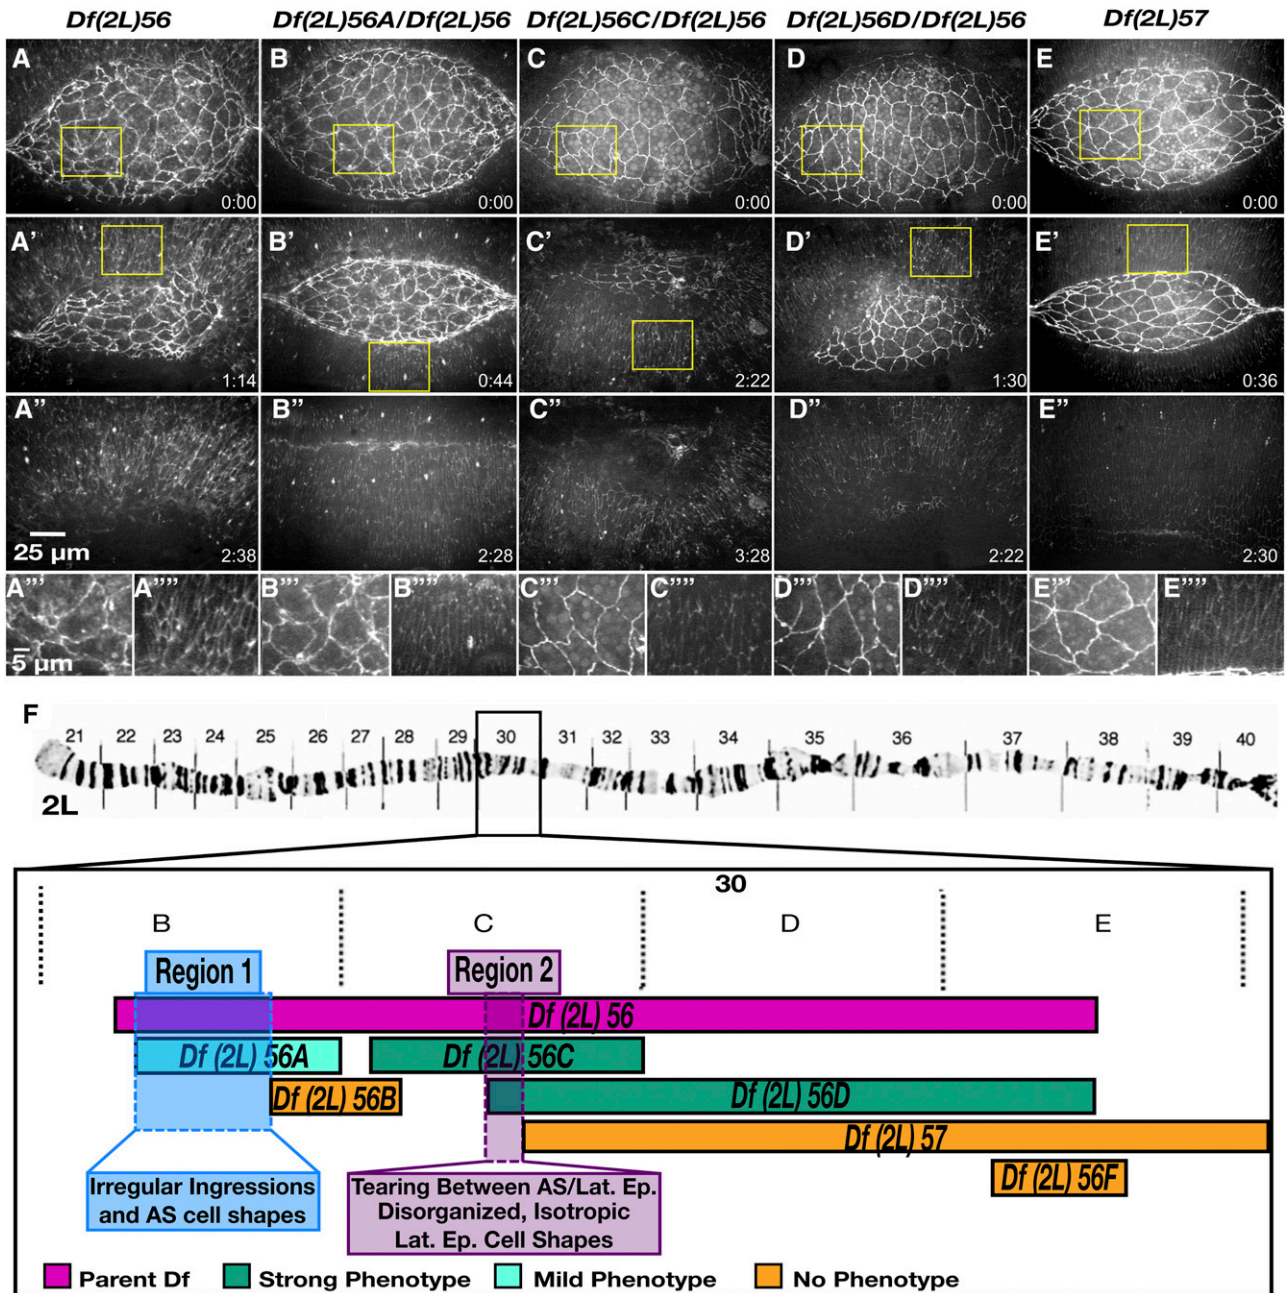 Df(2L)56 Df(2L)56A/Df(2L)56 Df(2L)56C/Df(2L)56 Df(2L)56D/Df(2L)56 Df(2L)57
A B C D E
0:00 0:00 0:00 0:00 0:00
A' B' C' D' E'
1:14 0:44 2:22 1:30 0:36
A" B" C" D" E"
25 µm
2:38 2:28 3:28 2:22 2:30
A"' A"" B"' B"" C"' C"" D"' D"" E"' E""
5 µm
F
21 22 23 24 25 26 27 28 29 30 31 32 33 34 35 36 37 38 39 40
2L
30
B C D E
Region 1 Region 2
Df (2L) 56
Df (2L) 56A Df (2L) 56C
Df (2L) 56B Df (2L) 56D
Df (2L) 57
Df (2L) 56F
Irregular Ingressions
and AS cell shapes
Tearing Between AS/Lat. Ep.
Disorganized, Isotropic
Lat. Ep. Cell Shapes
Parent Df Strong Phenotype Mild Phenotype No Phenotype